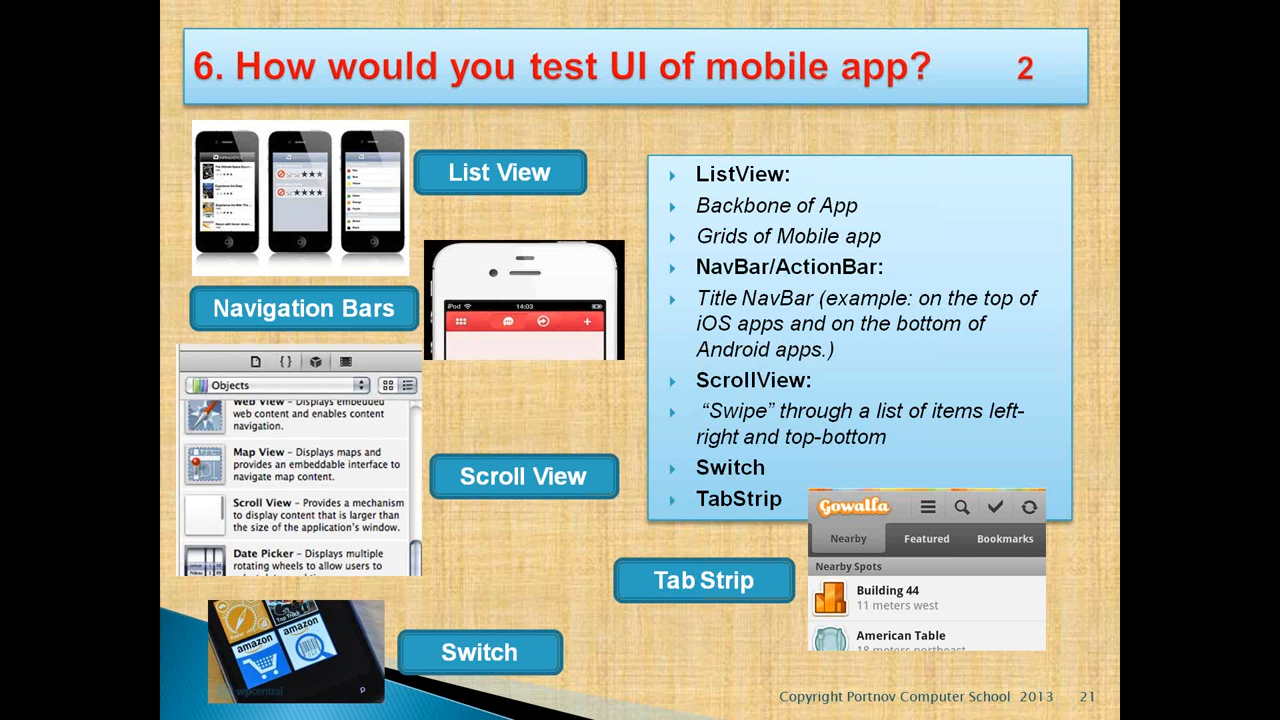 6. How would you test UI of mobile app? 2
List View
ListView:
Backbone of App
Grids of Mobile app
NavBar/ActionBar:
Title NavBar (example: on the top of
iOS apps and on the bottom of
Android apps.)
ScrollView:
“Swipe” through a list of items left-
right and top-bottom
Switch
TabStrip
Navigation Bars
iPod 14:03
{ }
Objects
Web View – Displays embedded
web content and enables content
navigation.
Map View – Displays maps and
provides an embeddable interface to
navigate map content.
Scroll View – Provides a mechanism
to display content that is larger than
the size of the application's window.
Date Picker – Displays multiple
rotating wheels to allow users to
Scroll View
Gowalla
Nearby Featured Bookmarks
Nearby Spots
Building 44
11 meters west
American Table
18 meters northeast
Tab Strip
amazon
amazon
wpcentral
Switch
Copyright Portnov Computer School 2013 21